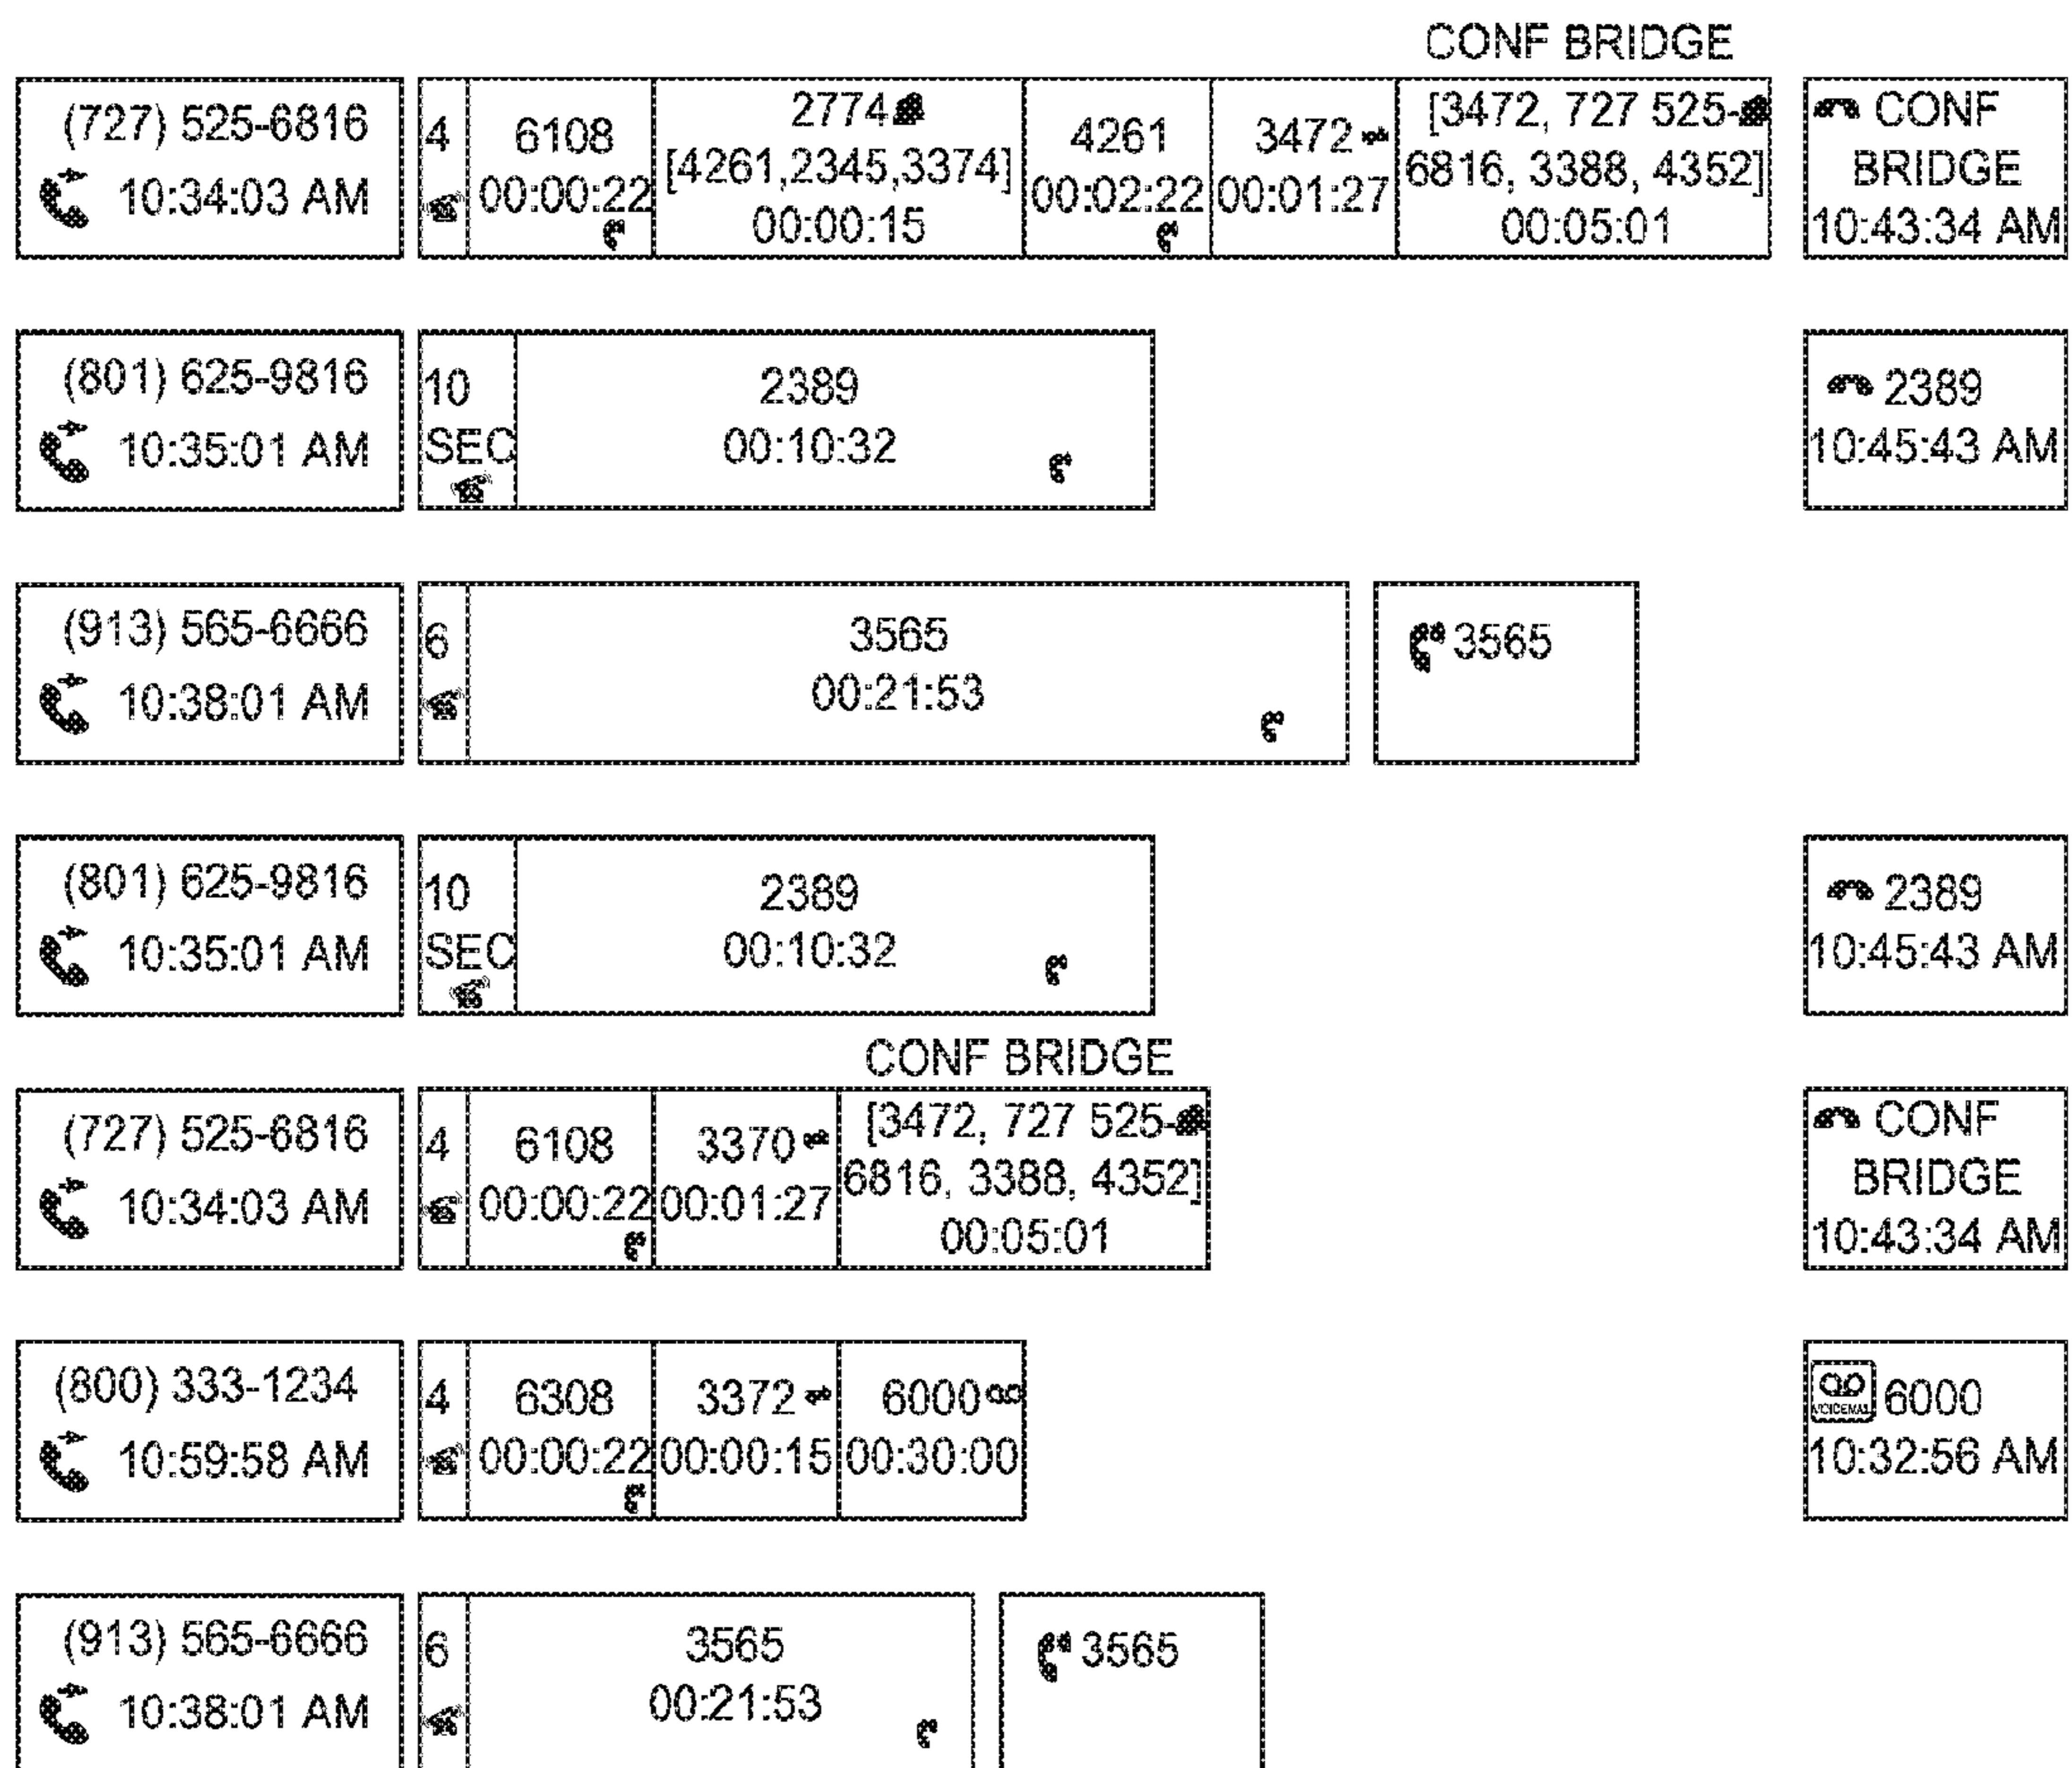 CONF BRIDGE
(727) 525-6816
10:34:03 AM
4
6108
00:00:22
2774
[4261,2345,3374]
00:00:15
4261
00:02:22
3472
00:01:27
[3472, 727 525-
6816, 3388, 4352]
00:05:01
CONF
BRIDGE
10:43:34 AM
(801) 625-9816
10:35:01 AM
10
SEC
2389
00:10:32
2389
10:45:43 AM
(913) 565-6666
10:38:01 AM
6
3565
00:21:53
3565
(801) 625-9816
10:35:01 AM
10
SEC
2389
00:10:32
2389
10:45:43 AM
CONF BRIDGE
(727) 525-6816
10:34:03 AM
4
6108
00:00:22
3370
00:01:27
[3472, 727 525-
6816, 3388, 4352]
00:05:01
CONF
BRIDGE
10:43:34 AM
(800) 333-1234
10:59:58 AM
4
6308
00:00:22
3372
00:00:15
6000
00:30:00
VOICEMAIL
6000
10:32:56 AM
(913) 565-6666
10:38:01 AM
6
3565
00:21:53
3565